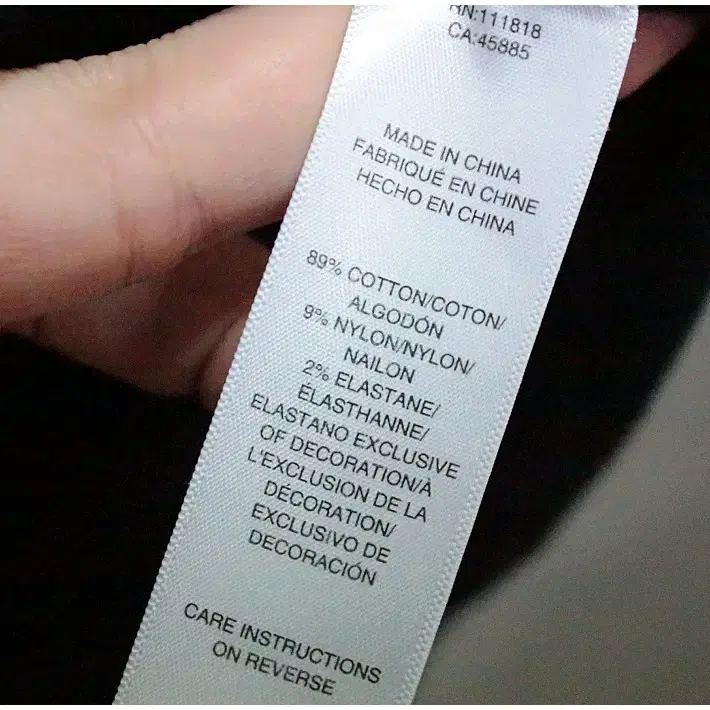 RN:111818
CA:45885
MADE IN CHINA
FABRIQUÉ EN CHINE
HECHO EN CHINA
89% COTTON/COTON/
ALGODÓN
9% NYLON/NYLON/
NAILON
2% ELASTANE/
ÉLASTHANNE/
ELASTANO EXCLUSIVE
OF DECORATION/À
L'EXCLUSION DE LA
DÉCORATION/
EXCLUSIVO DE
DECORACIÓN
CARE INSTRUCTIONS
ON REVERSE